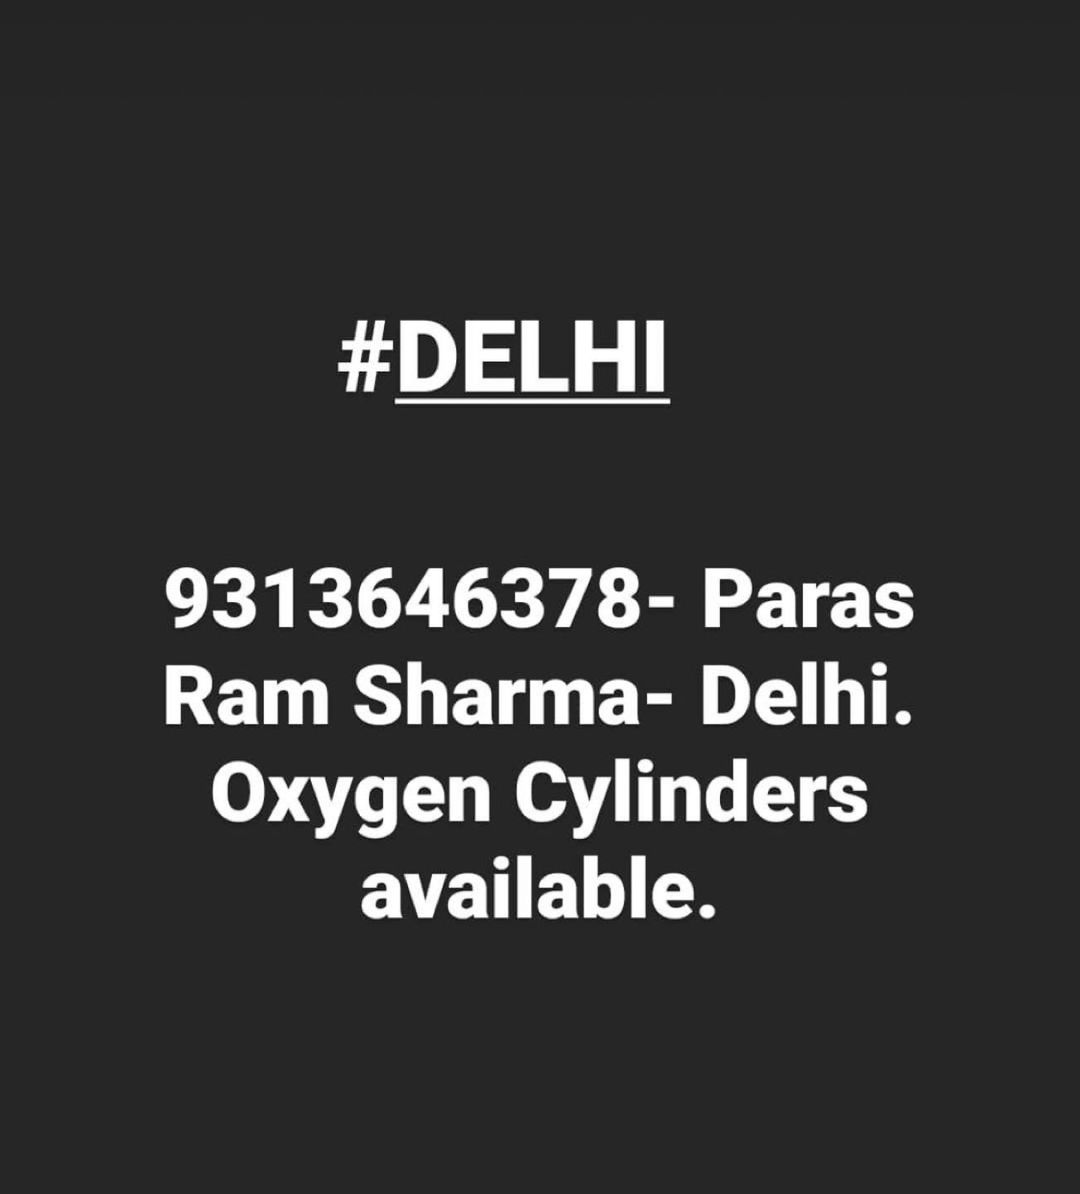 #DELHI
9313646378- Paras
Ram Sharma- Delhi.
Oxygen Cylinders
available.